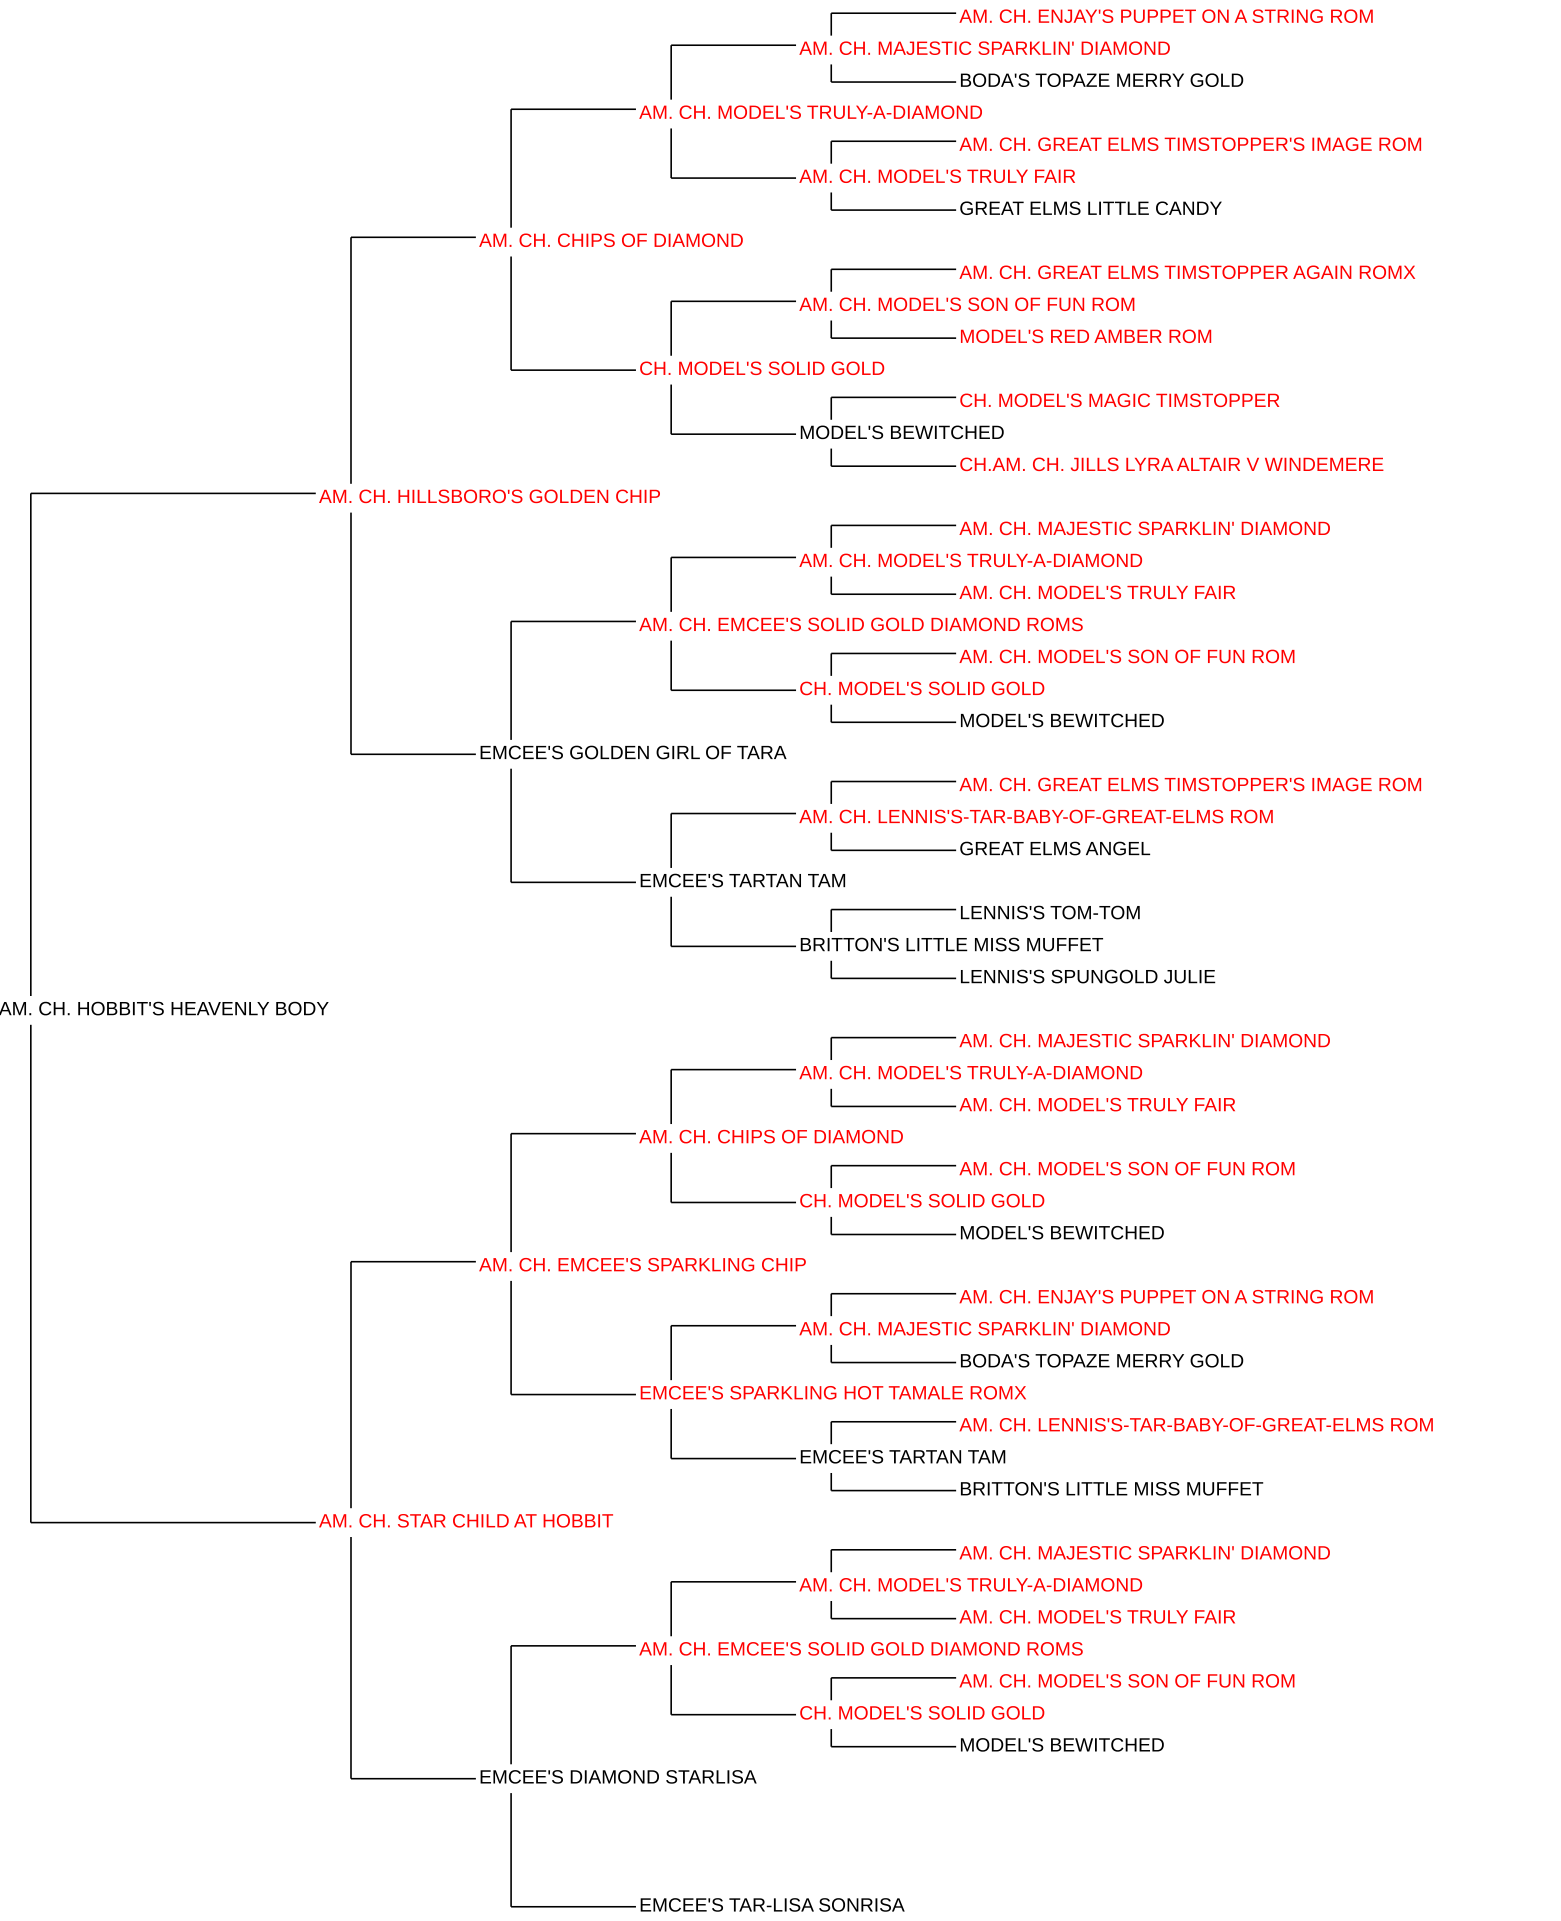 AM. CH. ENJAY'S PUPPET ON A STRING ROM
AM. CH. MAJESTIC SPARKLIN' DIAMOND
BODA'S TOPAZE MERRY GOLD
AM. CH. MODEL'S TRULY-A-DIAMOND
AM. CH. GREAT ELMS TIMSTOPPER'S IMAGE ROM
AM. CH. MODEL'S TRULY FAIR
GREAT ELMS LITTLE CANDY
AM. CH. CHIPS OF DIAMOND
AM. CH. GREAT ELMS TIMSTOPPER AGAIN ROMX
AM. CH. MODEL'S SON OF FUN ROM
MODEL'S RED AMBER ROM
CH. MODEL'S SOLID GOLD
CH. MODEL'S MAGIC TIMSTOPPER
MODEL'S BEWITCHED
CH.AM. CH. JILLS LYRA ALTAIR V WINDEMERE
AM. CH. HILLSBORO'S GOLDEN CHIP
AM. CH. MAJESTIC SPARKLIN' DIAMOND
AM. CH. MODEL'S TRULY-A-DIAMOND
AM. CH. MODEL'S TRULY FAIR
AM. CH. EMCEE'S SOLID GOLD DIAMOND ROMS
AM. CH. MODEL'S SON OF FUN ROM
CH. MODEL'S SOLID GOLD
MODEL'S BEWITCHED
EMCEE'S GOLDEN GIRL OF TARA
AM. CH. GREAT ELMS TIMSTOPPER'S IMAGE ROM
AM. CH. LENNIS'S-TAR-BABY-OF-GREAT-ELMS ROM
GREAT ELMS ANGEL
EMCEE'S TARTAN TAM
LENNIS'S TOM-TOM
BRITTON'S LITTLE MISS MUFFET
LENNIS'S SPUNGOLD JULIE
AM. CH. HOBBIT'S HEAVENLY BODY
AM. CH. MAJESTIC SPARKLIN' DIAMOND
AM. CH. MODEL'S TRULY-A-DIAMOND
AM. CH. MODEL'S TRULY FAIR
AM. CH. CHIPS OF DIAMOND
AM. CH. MODEL'S SON OF FUN ROM
CH. MODEL'S SOLID GOLD
MODEL'S BEWITCHED
AM. CH. EMCEE'S SPARKLING CHIP
AM. CH. ENJAY'S PUPPET ON A STRING ROM
AM. CH. MAJESTIC SPARKLIN' DIAMOND
BODA'S TOPAZE MERRY GOLD
EMCEE'S SPARKLING HOT TAMALE ROMX
AM. CH. LENNIS'S-TAR-BABY-OF-GREAT-ELMS ROM
EMCEE'S TARTAN TAM
BRITTON'S LITTLE MISS MUFFET
AM. CH. STAR CHILD AT HOBBIT
AM. CH. MAJESTIC SPARKLIN' DIAMOND
AM. CH. MODEL'S TRULY-A-DIAMOND
AM. CH. MODEL'S TRULY FAIR
AM. CH. EMCEE'S SOLID GOLD DIAMOND ROMS
AM. CH. MODEL'S SON OF FUN ROM
CH. MODEL'S SOLID GOLD
MODEL'S BEWITCHED
EMCEE'S DIAMOND STARLISA
EMCEE'S TAR-LISA SONRISA